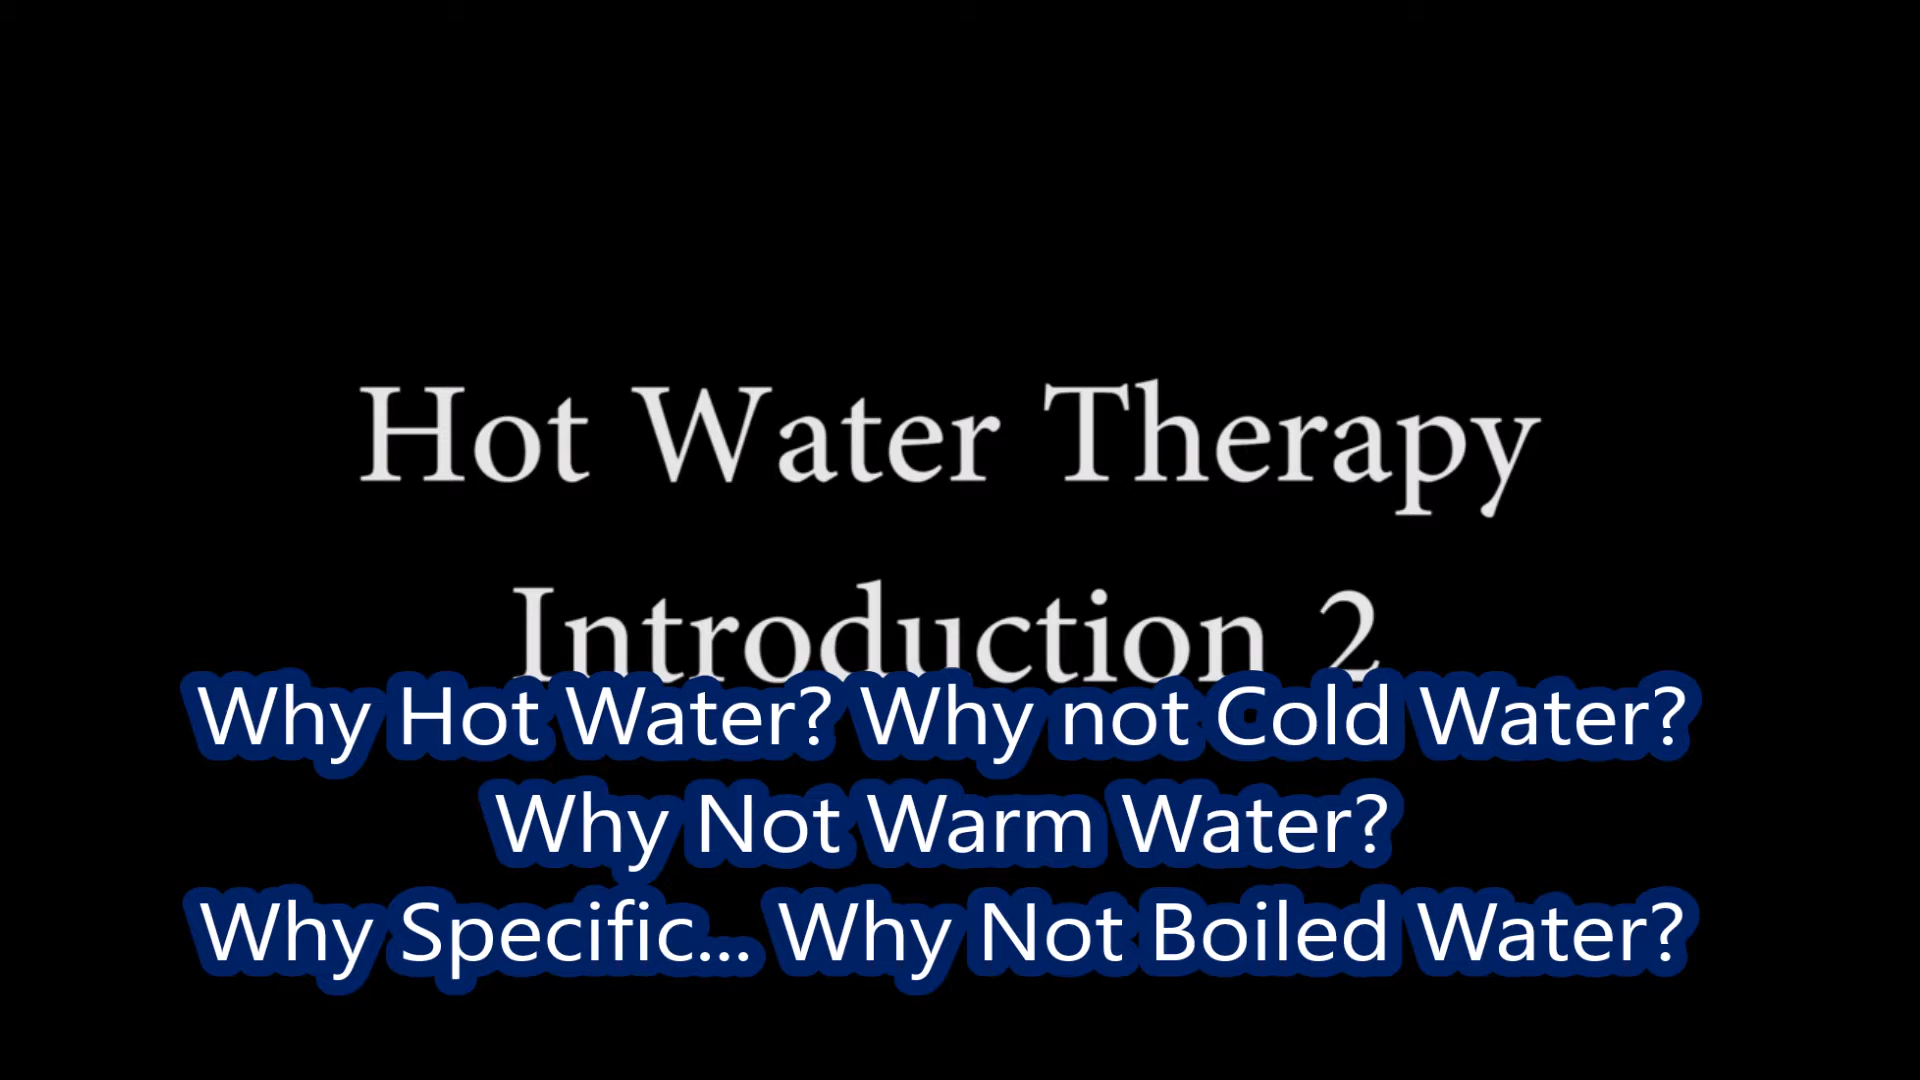 Hot Water Therapy
Introduction 2
Why Hot Water? Why not Cold Water?
Why Not Warm Water?
Why Specific... Why Not Boiled Water?